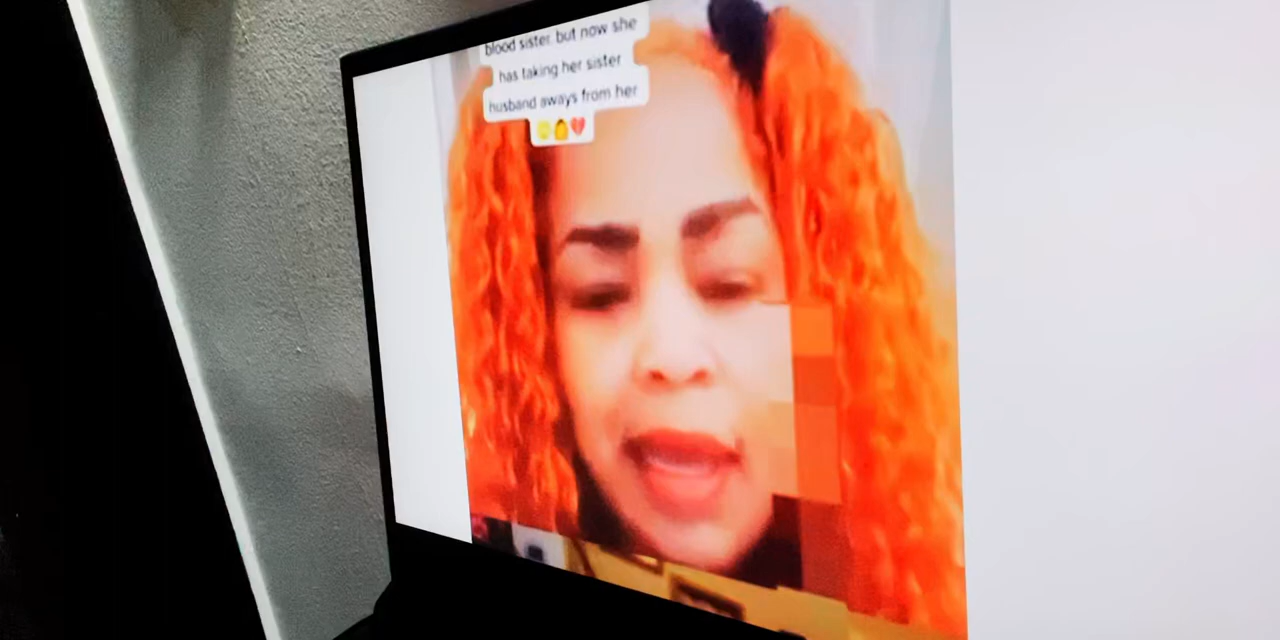 blood sister but now she
has taking her sister
husband aways from her